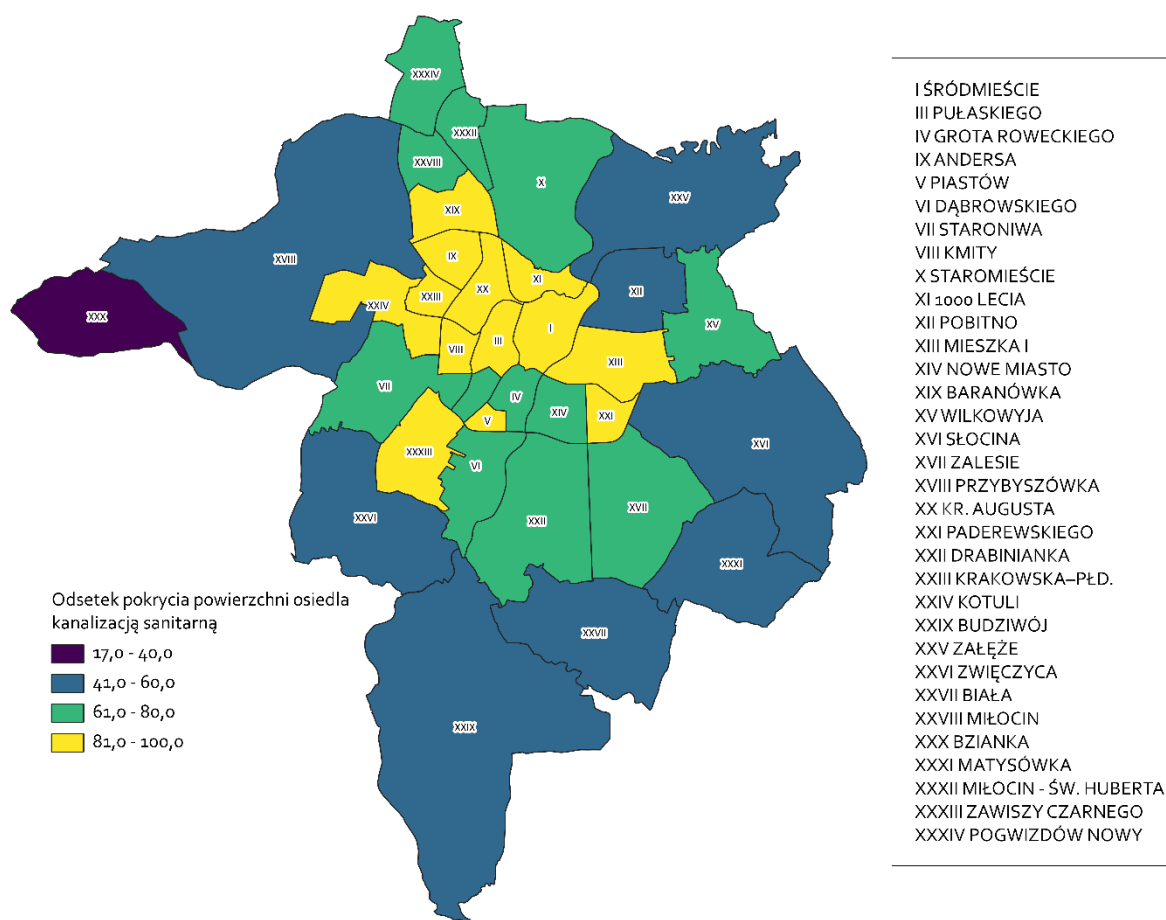 XXXIV
XXXII
XXVIII
X
XXV
XIX
IX
XVIII
XI
XX
XII
XXIII
XXIV
XXX
I
XV
III
VIII
XIII
VII
IV
XIV
V
XXI
XXXIII
XVI
VI
XXII
XVII
XXVI
XXXI
XXVII
XXIX
Odsetek pokrycia powierzchni osiedla
kanalizacją sanitarną
17,0 - 40,0
41,0 - 60,0
61,0 - 80,0
81,0 - 100,0
I ŚRÓDMIEŚCIE
III PUŁASKIEGO
IV GROTA ROWECKIEGO
IX ANDERSA
V PIASTÓW
VI DĄBROWSKIEGO
VII STARONIWA
VIII KMITY
X STAROMIEŚCIE
XI 1000 LECIA
XII POBITNO
XIII MIESZKA I
XIV NOWE MIASTO
XIX BARANÓWKA
XV WILKOWYJA
XVI SŁOCINA
XVII ZALESIE
XVIII PRZYBYSZÓWKA
XX KR. AUGUSTA
XXI PADEREWSKIEGO
XXII DRABINIANKA
XXIII KRAKOWSKA–PŁD.
XXIV KOTULI
XXIX BUDZIWÓJ
XXV ZAŁĘŻE
XXVI ZWIĘCZYCA
XXVII BIAŁA
XXVIII MIŁOCIN
XXX BZIANKA
XXXI MATYSÓWKA
XXXII MIŁOCIN - ŚW. HUBERTA
XXXIII ZAWISZY CZARNEGO
XXXIV POGWIZDÓW NOWY